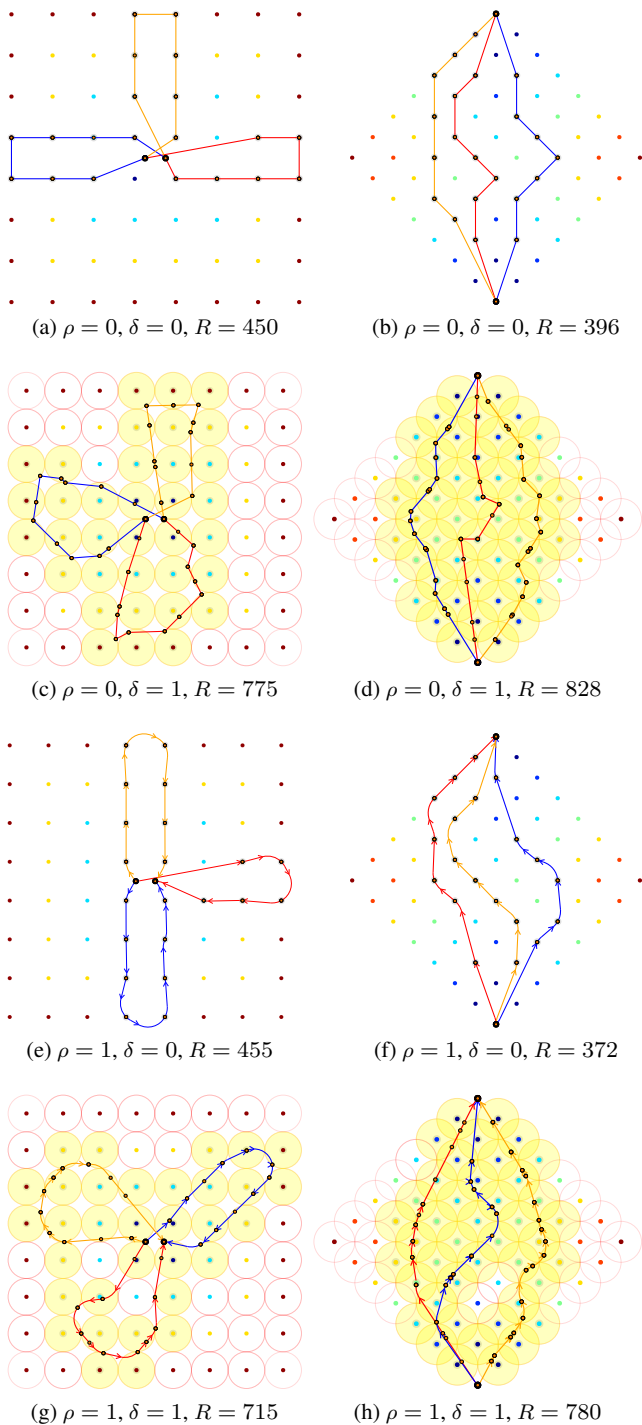 (a) ρ = 0, δ = 0, R = 450
(b) ρ = 0, δ = 0, R = 396
(c) ρ = 0, δ = 1, R = 775
(d) ρ = 0, δ = 1, R = 828
(e) ρ = 1, δ = 0, R = 455
(f) ρ = 1, δ = 0, R = 372
(g) ρ = 1, δ = 1, R = 715
(h) ρ = 1, δ = 1, R = 780